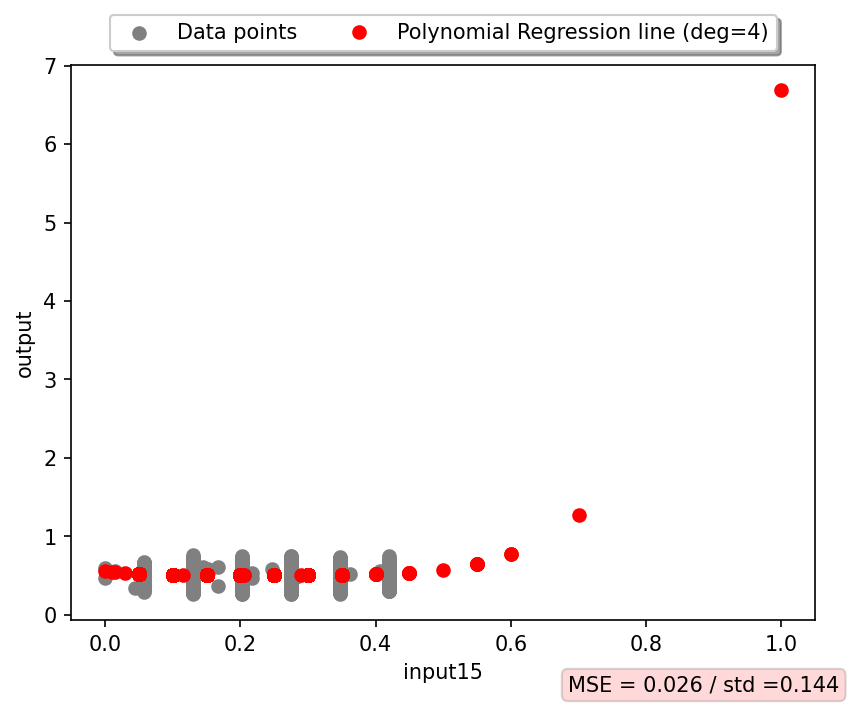 Data points
Polynomial Regression line (deg=4)
7
6
5
4
3
2
1
0
output
0.0 0.2 0.4 0.6 0.8 1.0
input15
MSE = 0.026 / std =0.144